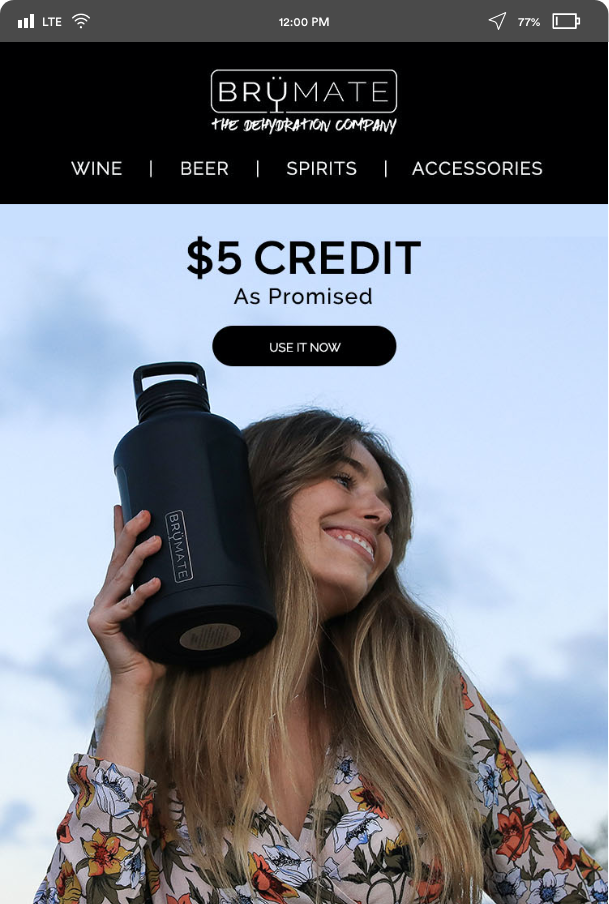 LTE 12:00 PM 77%
BRÜMATE
THE DEHYDRATION COMPANY
WINE | BEER | SPIRITS | ACCESSORIES
$5 CREDIT
As Promised
USE IT NOW
BRÜMATE